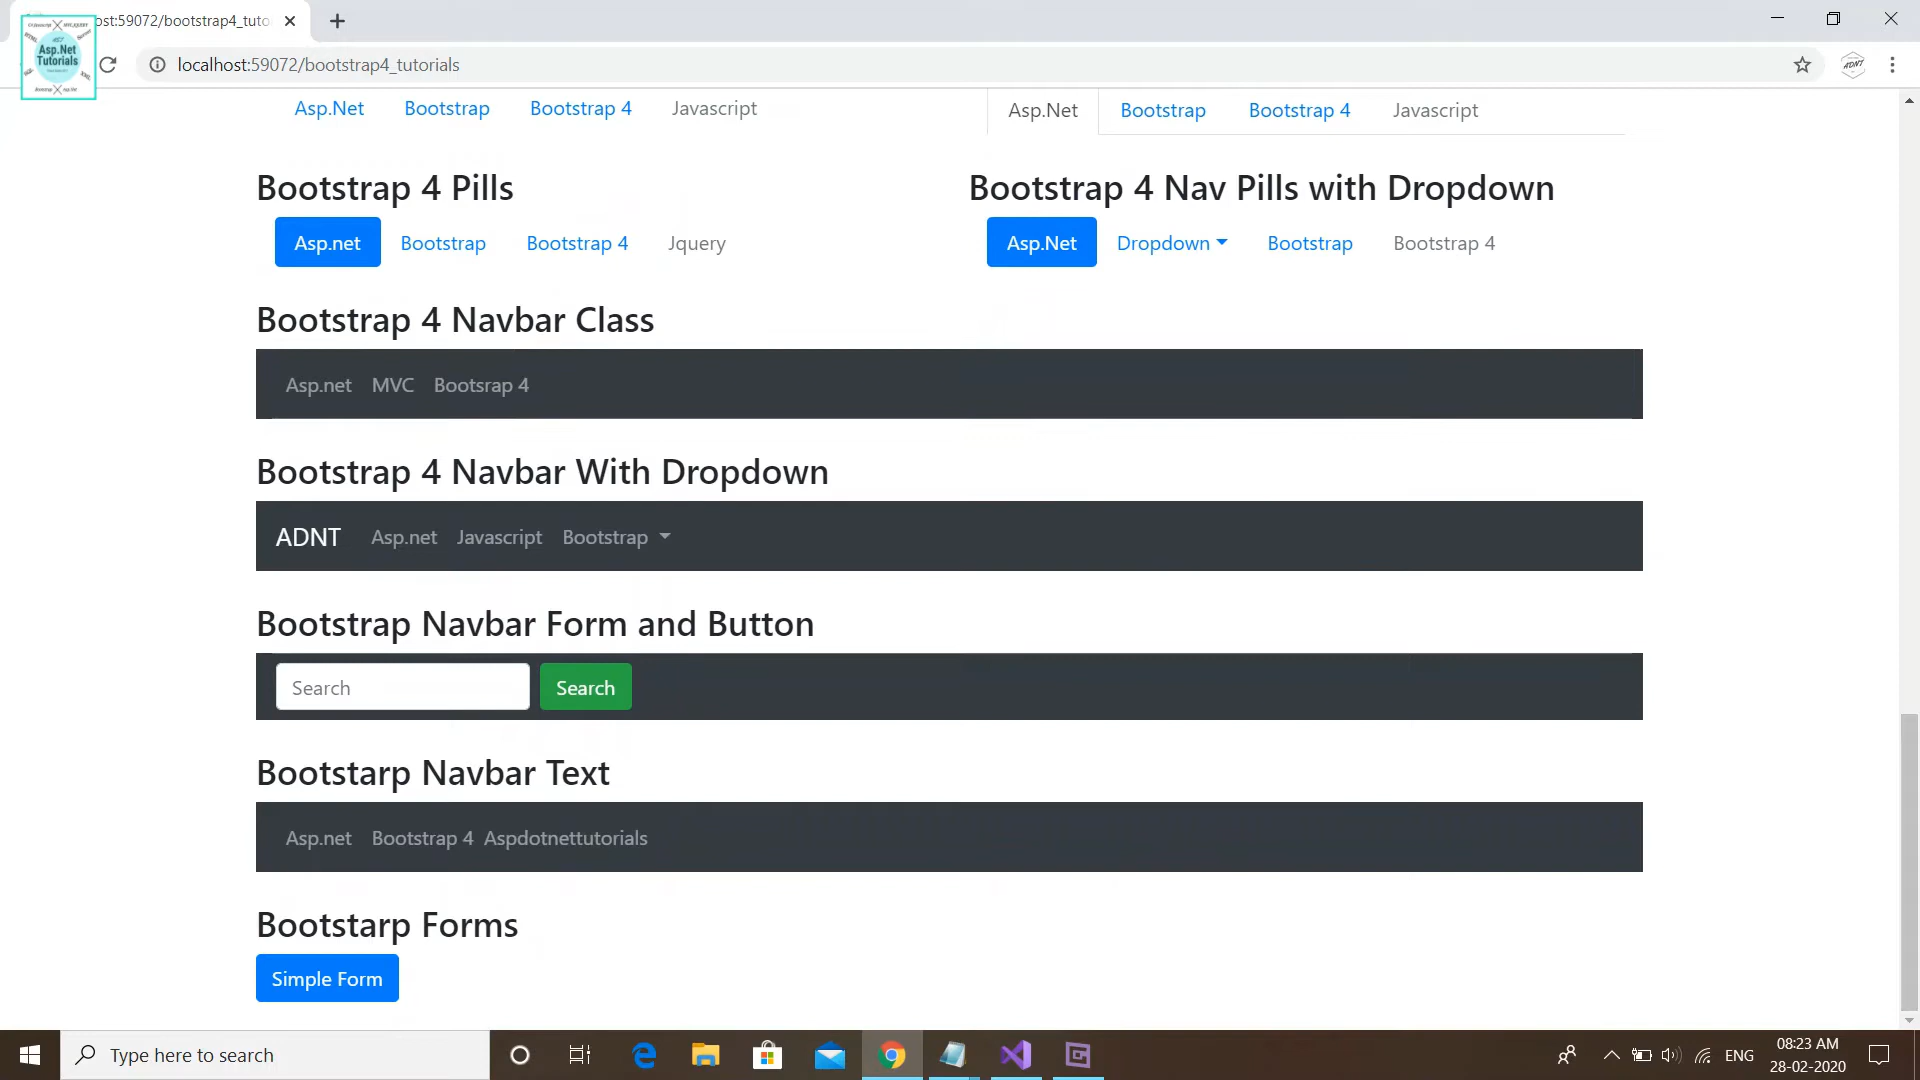 ost:59072/bootstrap4_tuto
Asp.Net
Tutorials
localhost:59072/bootstrap4_tutorials
ADNT
Asp.Net Bootstrap Bootstrap 4 Javascript
Asp.Net Bootstrap Bootstrap 4 Javascript
Bootstrap 4 Pills
Asp.net Bootstrap Bootstrap 4 Jquery
Bootstrap 4 Nav Pills with Dropdown
Asp.Net Dropdown Bootstrap Bootstrap 4
Bootstrap 4 Navbar Class
Asp.net MVC Bootsrap 4
Bootstrap 4 Navbar With Dropdown
ADNT Asp.net Javascript Bootstrap
Bootstrap Navbar Form and Button
Search Search
Bootstarp Navbar Text
Asp.net Bootstrap 4 Aspdotnettutorials
Bootstarp Forms
Simple Form
Type here to search
ENG
08:23 AM
28-02-2020